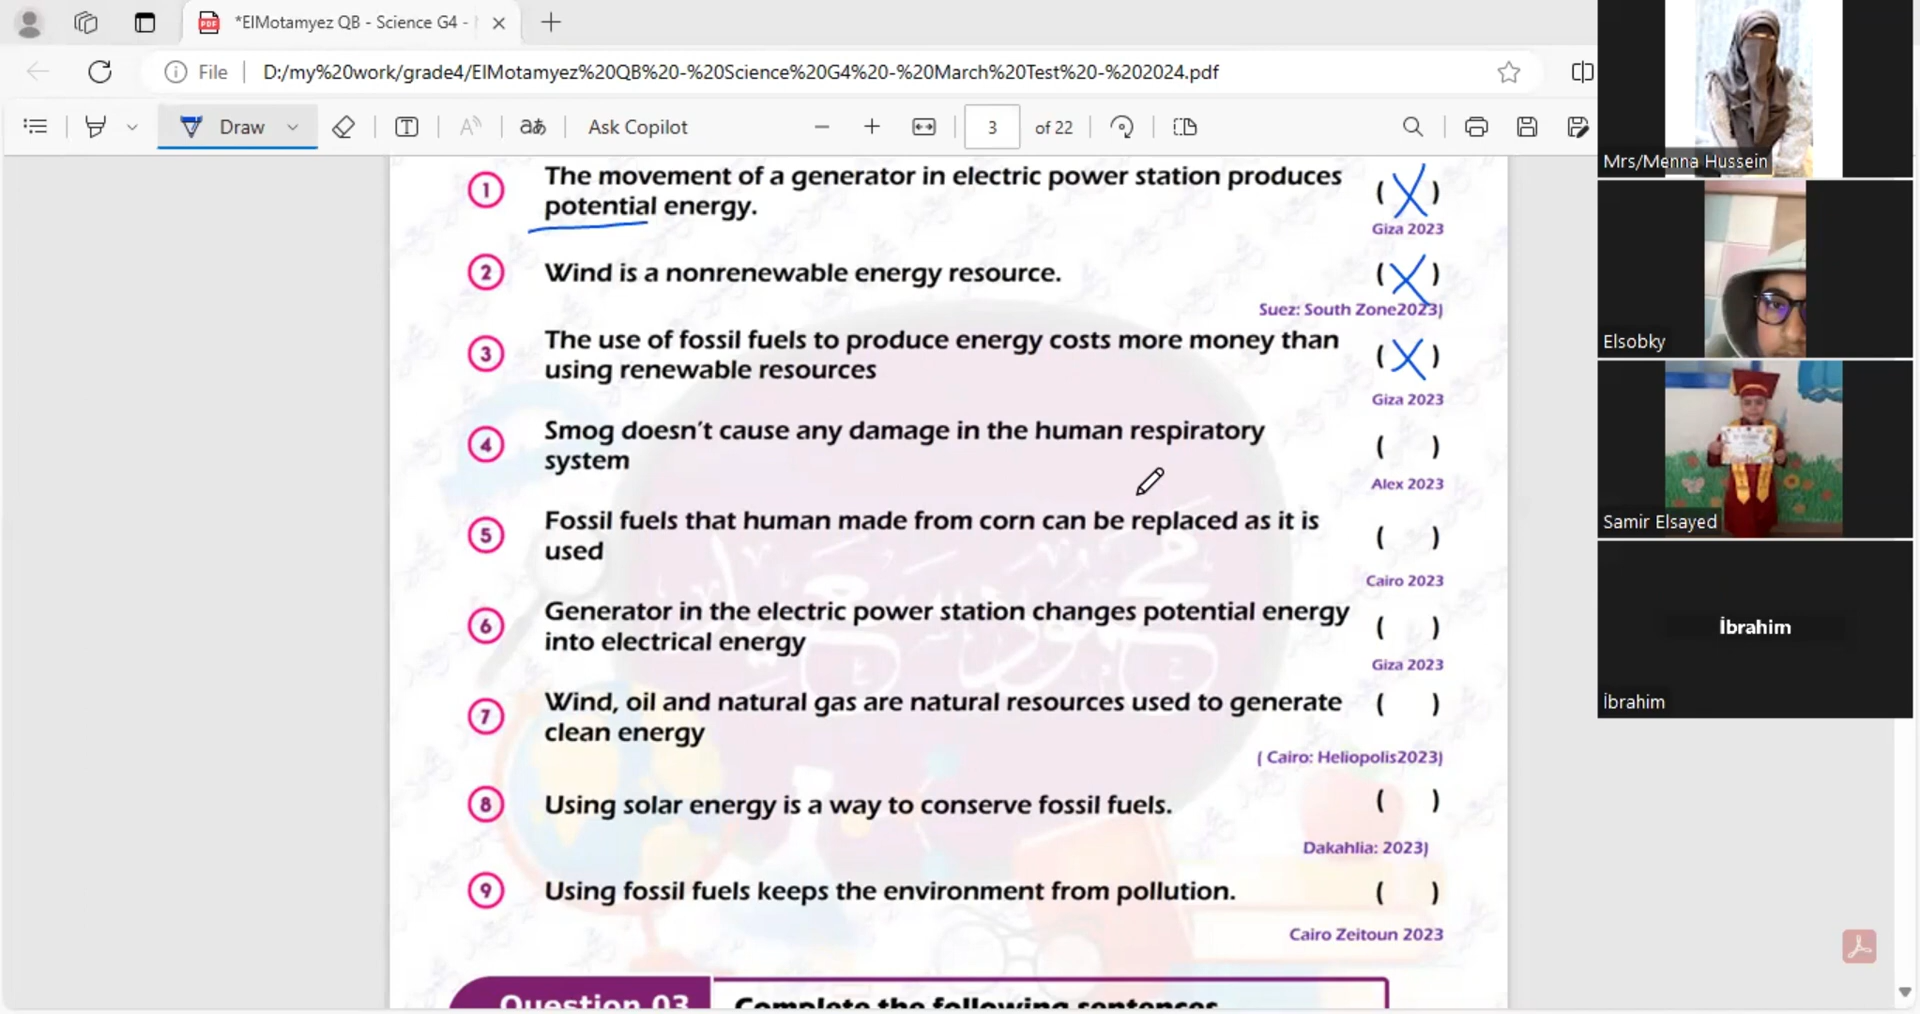 *ElMotamyez QB - Science G4 -
File
D:/my%20work/grade4/ElMotamyez%20QB%20-%20Science%20G4%20-%20March%20Test%20-%202024.pdf
Draw
aあ
Ask Copilot
3
of 22
1
The movement of a generator in electric power station produces
potential energy.
( X )
Giza 2023
2
Wind is a nonrenewable energy resource.
( X )
Suez: South Zone2023)
3
The use of fossil fuels to produce energy costs more money than
using renewable resources
( X )
Giza 2023
4
Smog doesn't cause any damage in the human respiratory
system
( )
Alex 2023
5
Fossil fuels that human made from corn can be replaced as it is
used
( )
Cairo 2023
6
Generator in the electric power station changes potential energy
into electrical energy
( )
Giza 2023
7
Wind, oil and natural gas are natural resources used to generate
clean energy
( )
( Cairo: Heliopolis2023)
8
Using solar energy is a way to conserve fossil fuels.
( )
Dakahlia: 2023)
9
Using fossil fuels keeps the environment from pollution.
( )
Cairo Zeitoun 2023
Question 03
Complete the following sentences
Mrs/Menna Hussein
Elsobky
Samir Elsayed
İbrahim
İbrahim